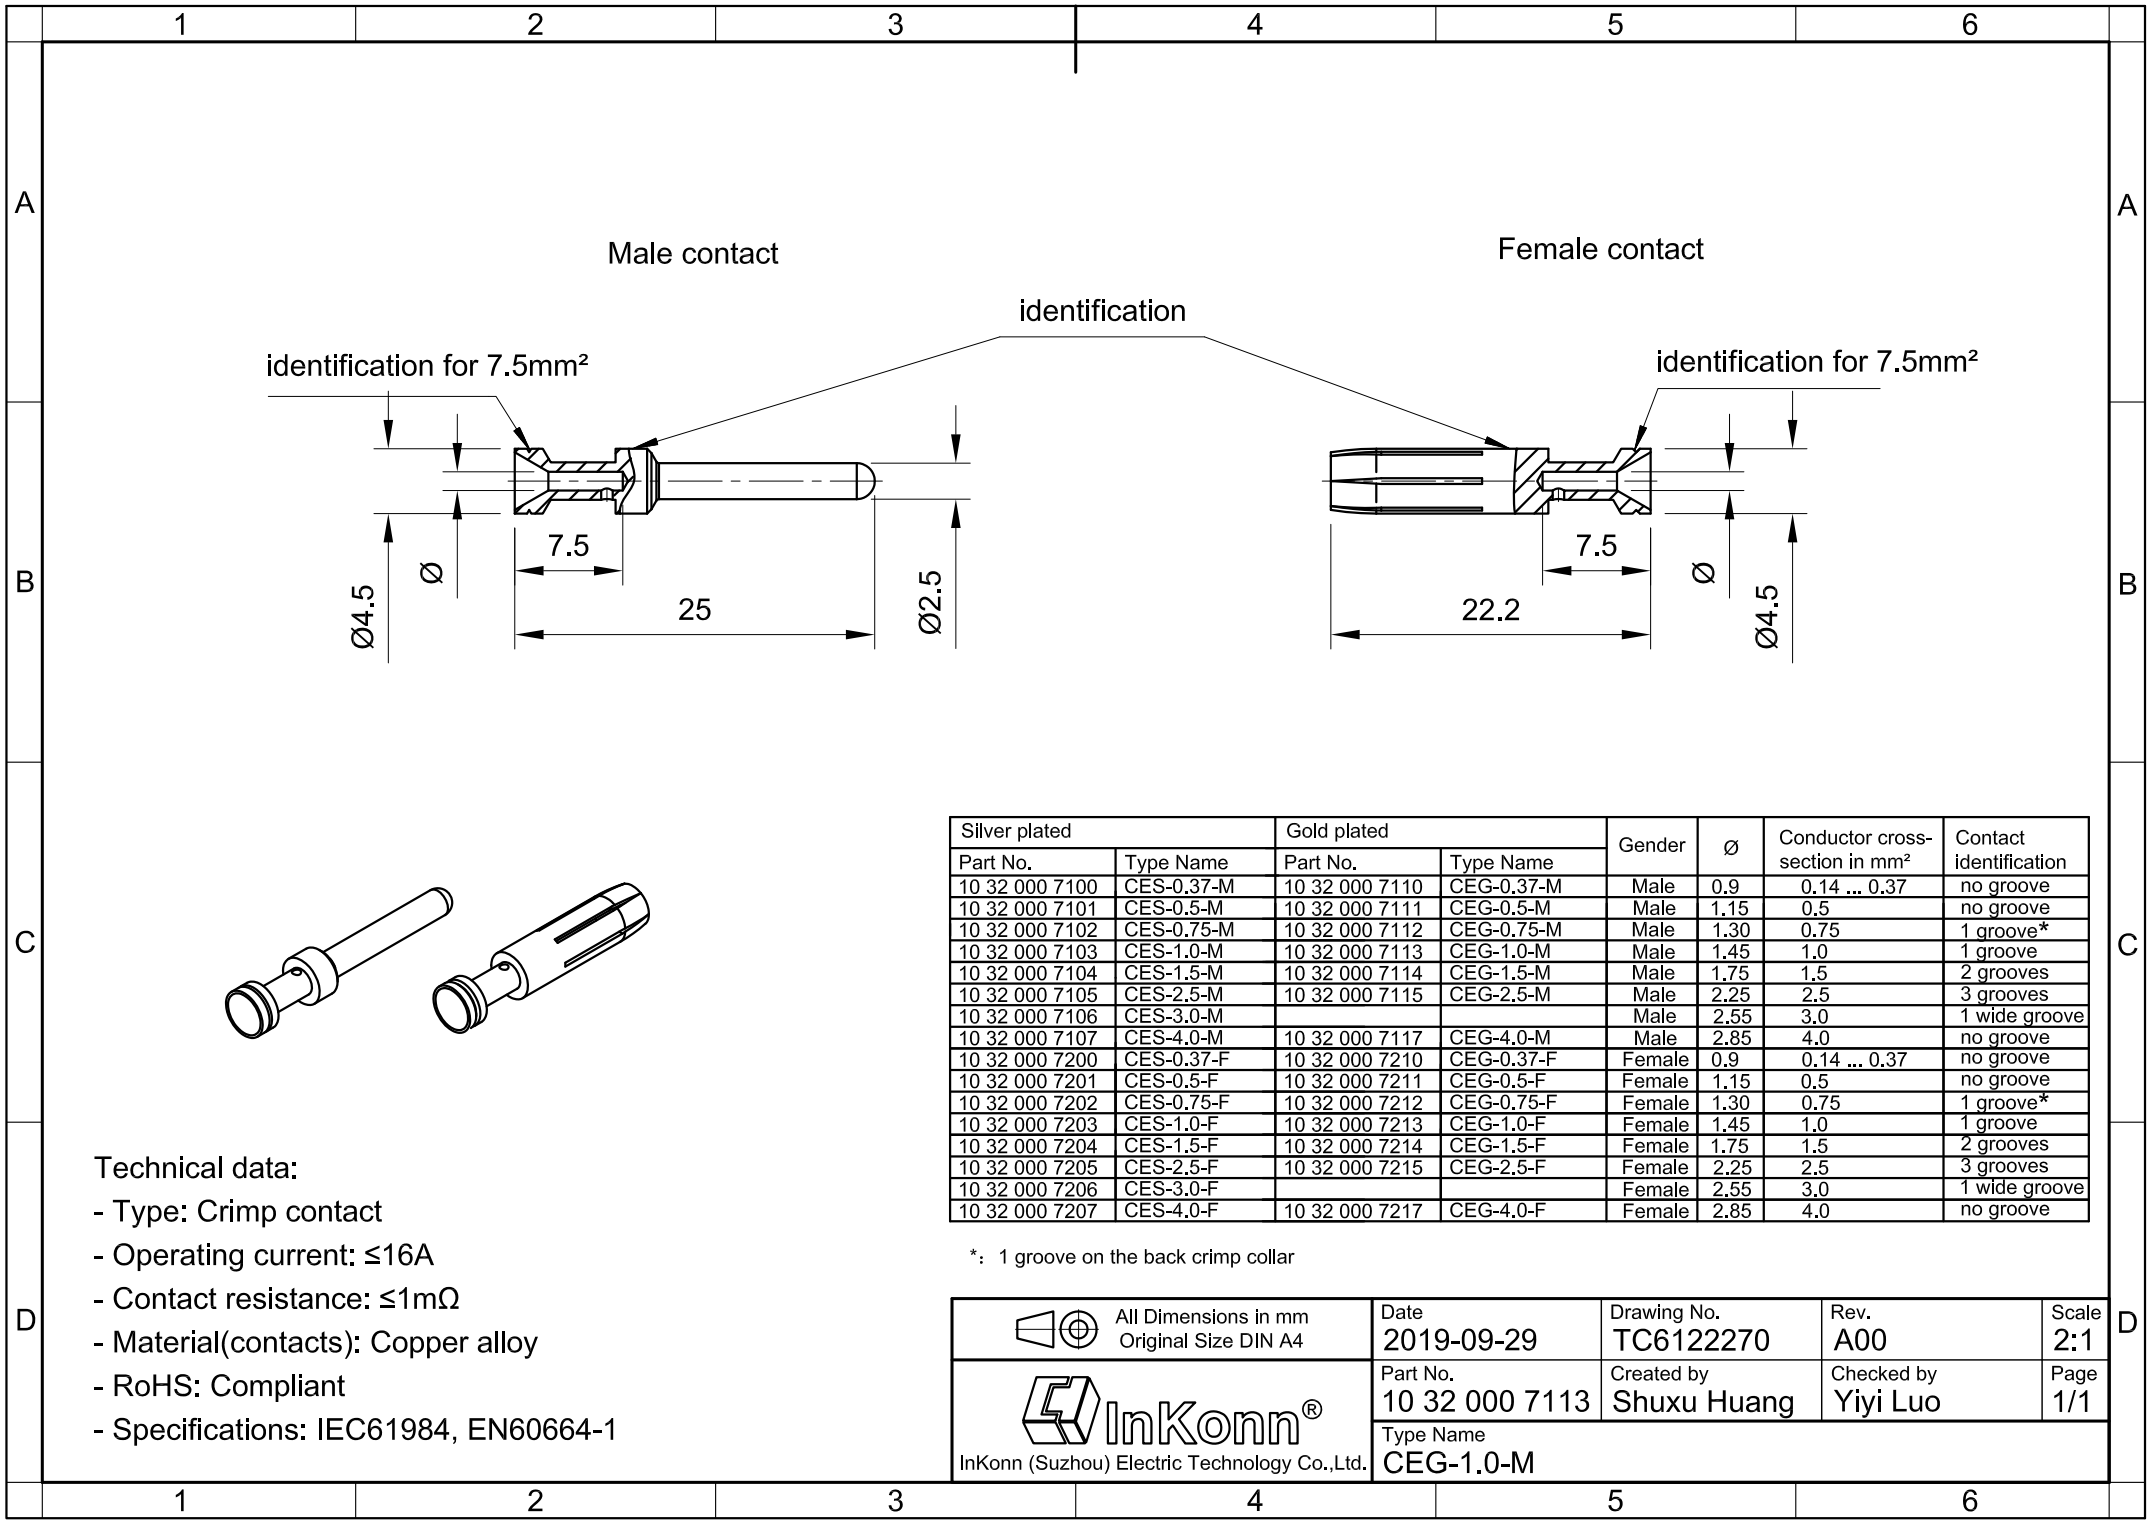 1 2 3 4 5 6
A A
Male contact
Female contact
identification
identification for 7.5mm²
identification for 7.5mm²
7.5
7.5
Ø
Ø
B B
Ø4.5
25
Ø2.5
22.2
Ø4.5
Silver plated Gold plated Gender Ø Conductor cross-section in mm² Contact identification
Part No. Type Name Part No. Type Name
10 32 000 7100 CES-0.37-M 10 32 000 7110 CEG-0.37-M Male 0.9 0.14 ... 0.37 no groove
10 32 000 7101 CES-0.5-M 10 32 000 7111 CEG-0.5-M Male 1.15 0.5 no groove
10 32 000 7102 CES-0.75-M 10 32 000 7112 CEG-0.75-M Male 1.30 0.75 1 groove*
10 32 000 7103 CES-1.0-M 10 32 000 7113 CEG-1.0-M Male 1.45 1.0 1 groove
10 32 000 7104 CES-1.5-M 10 32 000 7114 CEG-1.5-M Male 1.75 1.5 2 grooves
10 32 000 7105 CES-2.5-M 10 32 000 7115 CEG-2.5-M Male 2.25 2.5 3 grooves
10 32 000 7106 CES-3.0-M Male 2.55 3.0 1 wide groove
10 32 000 7107 CES-4.0-M 10 32 000 7117 CEG-4.0-M Male 2.85 4.0 no groove
10 32 000 7200 CES-0.37-F 10 32 000 7210 CEG-0.37-F Female 0.9 0.14 ... 0.37 no groove
10 32 000 7201 CES-0.5-F 10 32 000 7211 CEG-0.5-F Female 1.15 0.5 no groove
10 32 000 7202 CES-0.75-F 10 32 000 7212 CEG-0.75-F Female 1.30 0.75 1 groove*
10 32 000 7203 CES-1.0-F 10 32 000 7213 CEG-1.0-F Female 1.45 1.0 1 groove
10 32 000 7204 CES-1.5-F 10 32 000 7214 CEG-1.5-F Female 1.75 1.5 2 grooves
10 32 000 7205 CES-2.5-F 10 32 000 7215 CEG-2.5-F Female 2.25 2.5 3 grooves
10 32 000 7206 CES-3.0-F Female 2.55 3.0 1 wide groove
10 32 000 7207 CES-4.0-F 10 32 000 7217 CEG-4.0-F Female 2.85 4.0 no groove
*: 1 groove on the back crimp collar
C C
Technical data:
- Type: Crimp contact
- Operating current: ≤16A
- Contact resistance: ≤1mΩ
- Material(contacts): Copper alloy
- RoHS: Compliant
- Specifications: IEC61984, EN60664-1
D D
All Dimensions in mm
Original Size DIN A4
Date
2019-09-29
Drawing No.
TC6122270
Rev.
A00
Scale
2:1
InKonn®
InKonn (Suzhou) Electric Technology Co.,Ltd.
Part No.
10 32 000 7113
Created by
Shuxu Huang
Checked by
Yiyi Luo
Page
1/1
Type Name
CEG-1.0-M
1 2 3 4 5 6